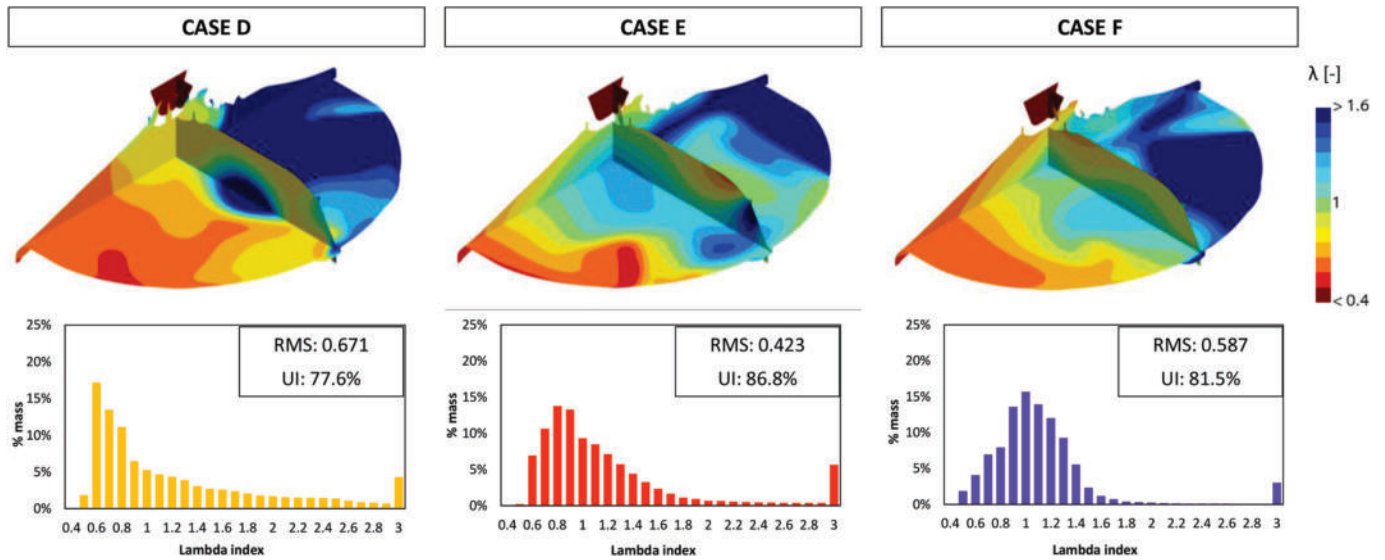 CASE D
CASE E
CASE F
λ [-]
> 1.6
1
< 0.4
25%
20%
15%
10%
5%
0%
% mass
RMS: 0.671
UI: 77.6%
0.4 0.6 0.8 1 1.2 1.4 1.6 1.8 2 2.2 2.4 2.6 2.8 3
Lambda index
25%
20%
15%
10%
5%
0%
% mass
RMS: 0.423
UI: 86.8%
0.4 0.6 0.8 1 1.2 1.4 1.6 1.8 2 2.2 2.4 2.6 2.8 3
Lambda index
25%
20%
15%
10%
5%
0%
% mass
RMS: 0.587
UI: 81.5%
0.4 0.6 0.8 1 1.2 1.4 1.6 1.8 2 2.2 2.4 2.6 2.8 3
Lambda index